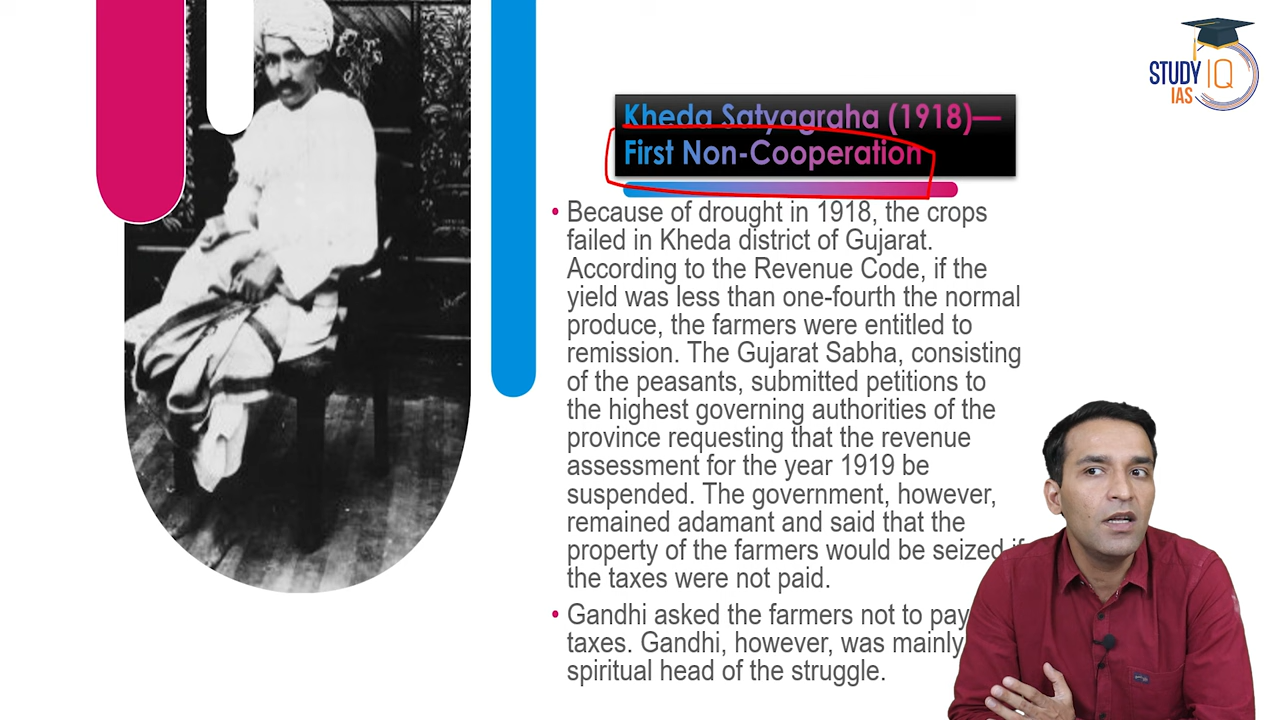 STUDY IQ
IAS
Kheda Satyagraha (1918)—
First Non-Cooperation
• Because of drought in 1918, the crops
failed in Kheda district of Gujarat.
According to the Revenue Code, if the
yield was less than one-fourth the normal
produce, the farmers were entitled to
remission. The Gujarat Sabha, consisting
of the peasants, submitted petitions to
the highest governing authorities of the
province requesting that the revenue
assessment for the year 1919 be
suspended. The government, however,
remained adamant and said that the
property of the farmers would be seized if
the taxes were not paid.
• Gandhi asked the farmers not to pay
taxes. Gandhi, however, was mainly
spiritual head of the struggle.